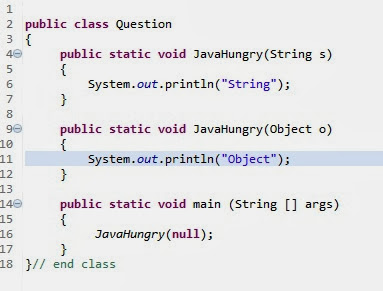 1
2 public class Question
3 {
4 public static void JavaHungry(String s)
5 {
6 System.out.println("String");
7 }
8
9 public static void JavaHungry(Object o)
10 {
11 System.out.println("Object");
12 }
13
14 public static void main (String [] args)
15 {
16 JavaHungry(null);
17 }
18 }// end class